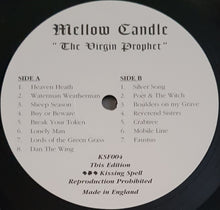 Mellow Candle
"The Virgin Prophet"
SIDE A
1. Heaven Heath
2. Waterman Weatherman
3. Sheep Season
4. Boy or Beware
5. Break Your Token
6. Lonely Man
7. Lords of the Green Grass
8. Dan The Wing
SIDE B
1. Silver Song
2. Poet & The Witch
3. Boulders on my Grave
4. Reverend Sisters
5. Crabtree
6. Mobile Line
7. Faustus
KSF004
This Edition
Kissing Spell
Reproduction Prohibited
Made in England